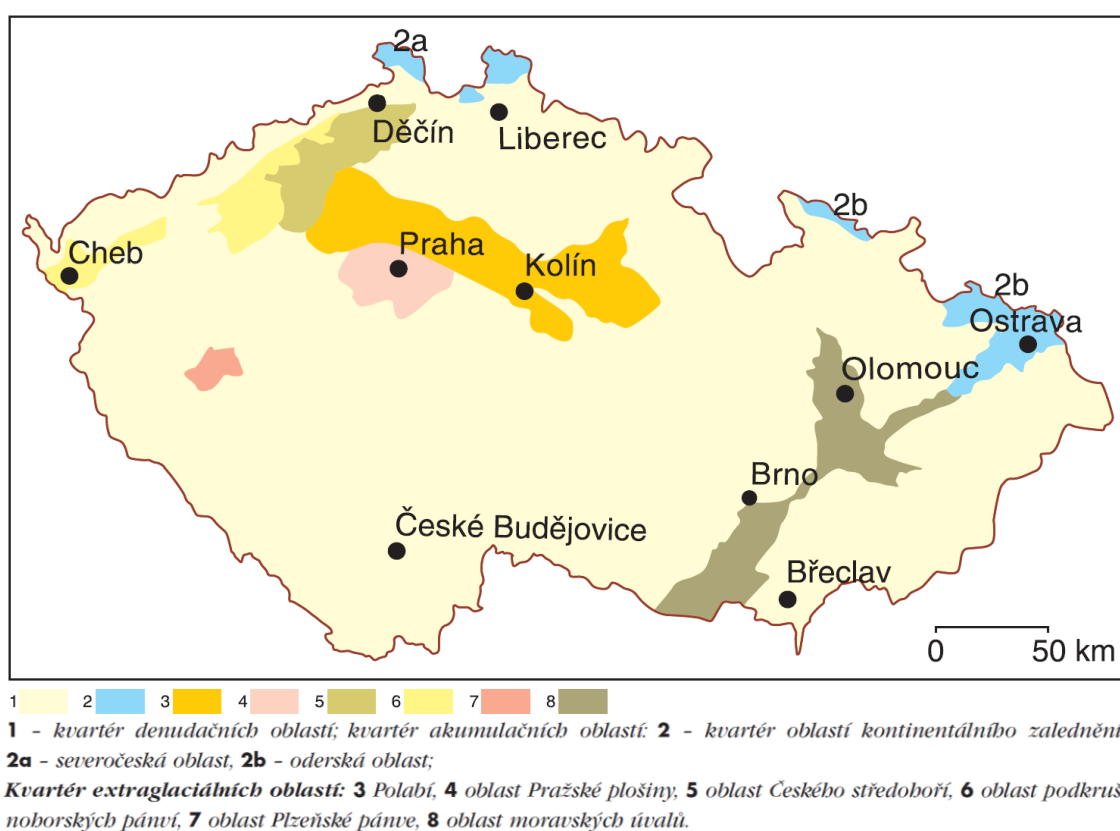 2a
Děčín
Liberec
2b
Cheb
Praha
Kolín
2b
Ostrava
Olomouc
Brno
České Budějovice
Břeclav
0 50 km
1 2 3 4 5 6 7 8
1 – kvartér denudačních oblastí; kvartér akumulačních oblastí: 2 – kvartér oblastí kontinentálního zalednění
2a – severočeská oblast, 2b – oderská oblast;
Kvartér extraglaciálních oblastí: 3 Polabí, 4 oblast Pražské plošiny, 5 oblast Českého středohoří, 6 oblast podkruš
nohorských pánví, 7 oblast Plzeňské pánve, 8 oblast moravských úvalů.